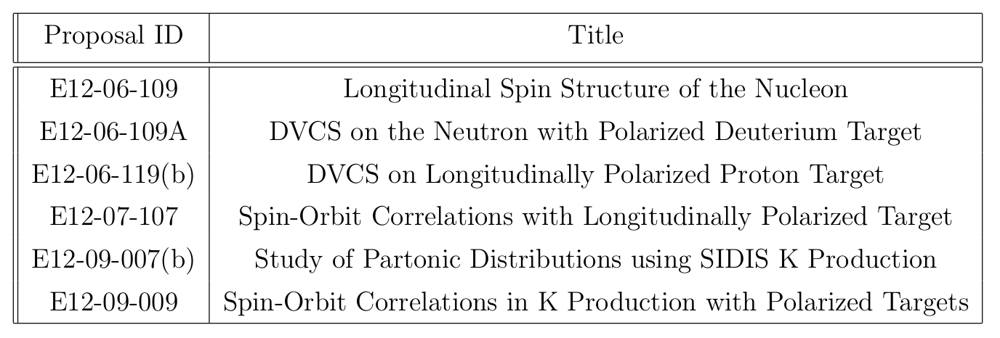 Proposal ID Title
E12-06-109 Longitudinal Spin Structure of the Nucleon
E12-06-109A DVCS on the Neutron with Polarized Deuterium Target
E12-06-119(b) DVCS on Longitudinally Polarized Proton Target
E12-07-107 Spin-Orbit Correlations with Longitudinally Polarized Target
E12-09-007(b) Study of Partonic Distributions using SIDIS K Production
E12-09-009 Spin-Orbit Correlations in K Production with Polarized Targets